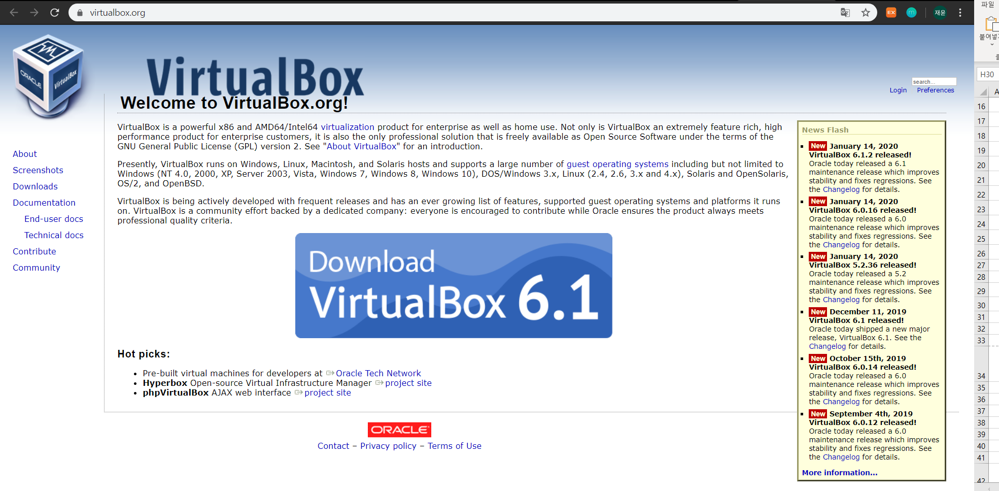 virtualbox.org
EX
m
재윤
ORACLE
VirtualBox
VirtualBox
search...
Login Preferences
Welcome to VirtualBox.org!
About
Screenshots
Downloads
Documentation
End-user docs
Technical docs
Contribute
Community
VirtualBox is a powerful x86 and AMD64/Intel64 virtualization product for enterprise as well as home use. Not only is VirtualBox an extremely feature rich, high
performance product for enterprise customers, it is also the only professional solution that is freely available as Open Source Software under the terms of the
GNU General Public License (GPL) version 2. See "About VirtualBox" for an introduction.
Presently, VirtualBox runs on Windows, Linux, Macintosh, and Solaris hosts and supports a large number of guest operating systems including but not limited to
Windows (NT 4.0, 2000, XP, Server 2003, Vista, Windows 7, Windows 8, Windows 10), DOS/Windows 3.x, Linux (2.4, 2.6, 3.x and 4.x), Solaris and OpenSolaris,
OS/2, and OpenBSD.
VirtualBox is being actively developed with frequent releases and has an ever growing list of features, supported guest operating systems and platforms it runs
on. VirtualBox is a community effort backed by a dedicated company: everyone is encouraged to contribute while Oracle ensures the product always meets
professional quality criteria.
Download
VirtualBox 6.1
Hot picks:
Pre-built virtual machines for developers at Oracle Tech Network
Hyperbox Open-source Virtual Infrastructure Manager project site
phpVirtualBox AJAX web interface project site
ORACLE
Contact – Privacy policy – Terms of Use
News Flash
New January 14, 2020
VirtualBox 6.1.2 released!
Oracle today released a 6.1
maintenance release which improves
stability and fixes regressions. See
the Changelog for details.
New January 14, 2020
VirtualBox 6.0.16 released!
Oracle today released a 6.0
maintenance release which improves
stability and fixes regressions. See
the Changelog for details.
New January 14, 2020
VirtualBox 5.2.36 released!
Oracle today released a 5.2
maintenance release which improves
stability and fixes regressions. See
the Changelog for details.
New December 11, 2019
VirtualBox 6.1 released!
Oracle today shipped a new major
release, VirtualBox 6.1. See the
Changelog for details.
New October 15th, 2019
VirtualBox 6.0.14 released!
Oracle today released a 6.0
maintenance release which improves
stability and fixes regressions. See
the Changelog for details.
New September 4th, 2019
VirtualBox 6.0.12 released!
Oracle today released a 6.0
maintenance release which improves
stability and fixes regressions. See
the Changelog for details.
More information...
파일
H30
A
16
17
18
19
20
21
22
23
24
25
26
27
28
29
30
31
32
33
34
35
36
37
38
39
40
41
42